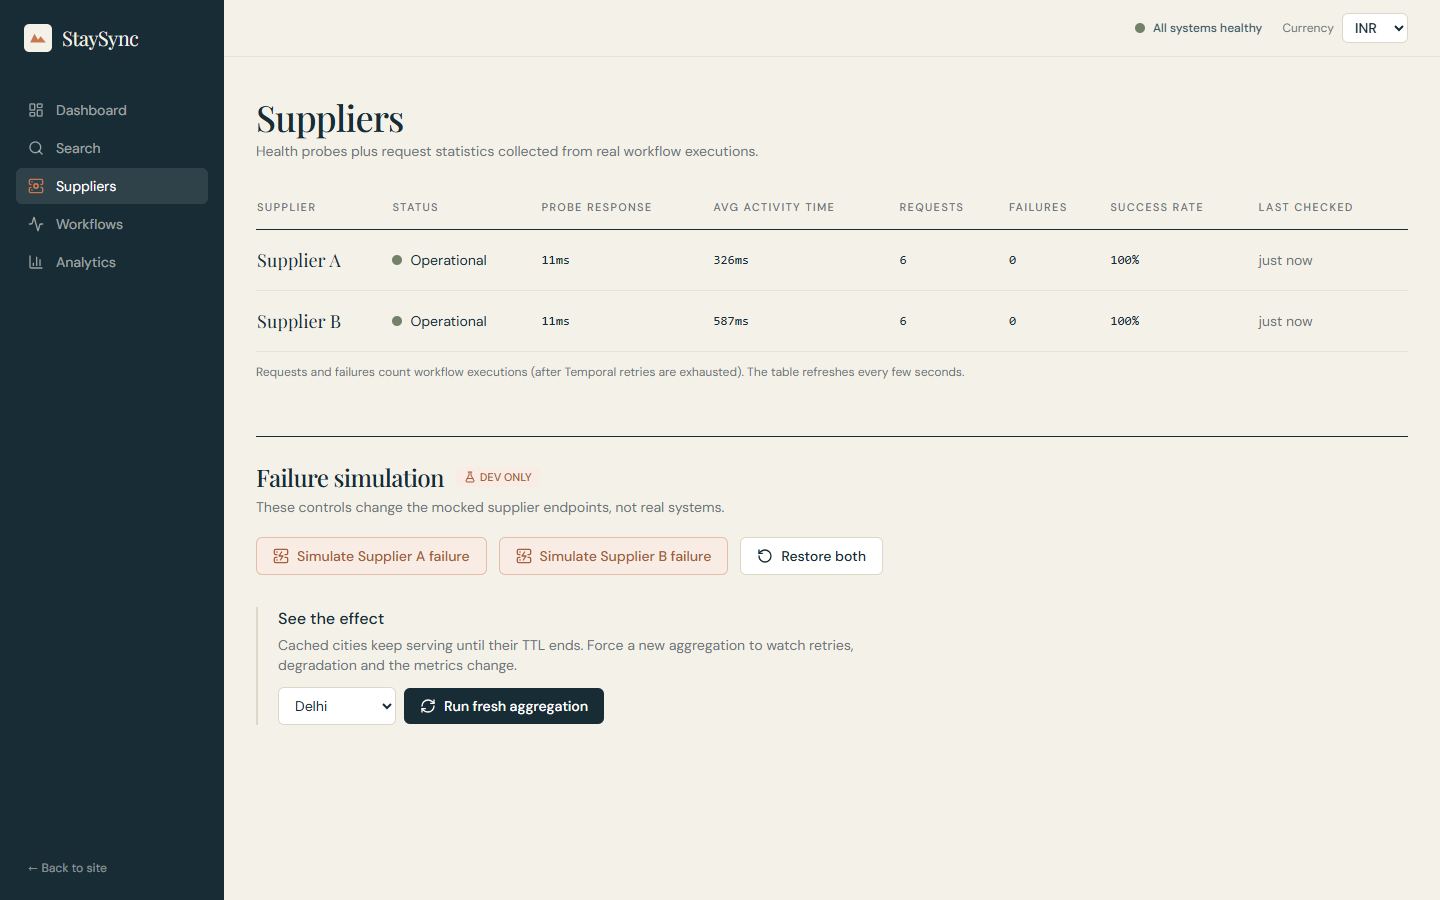 StaySync
All systems healthy Currency INR
Dashboard
Search
Suppliers
Workflows
Analytics
← Back to site
Suppliers
Health probes plus request statistics collected from real workflow executions.
SUPPLIER STATUS PROBE RESPONSE AVG ACTIVITY TIME REQUESTS FAILURES SUCCESS RATE LAST CHECKED
Supplier A Operational 11ms 326ms 6 0 100% just now
Supplier B Operational 11ms 587ms 6 0 100% just now
Requests and failures count workflow executions (after Temporal retries are exhausted). The table refreshes every few seconds.
Failure simulation DEV ONLY
These controls change the mocked supplier endpoints, not real systems.
Simulate Supplier A failure Simulate Supplier B failure Restore both
See the effect
Cached cities keep serving until their TTL ends. Force a new aggregation to watch retries,
degradation and the metrics change.
Delhi Run fresh aggregation